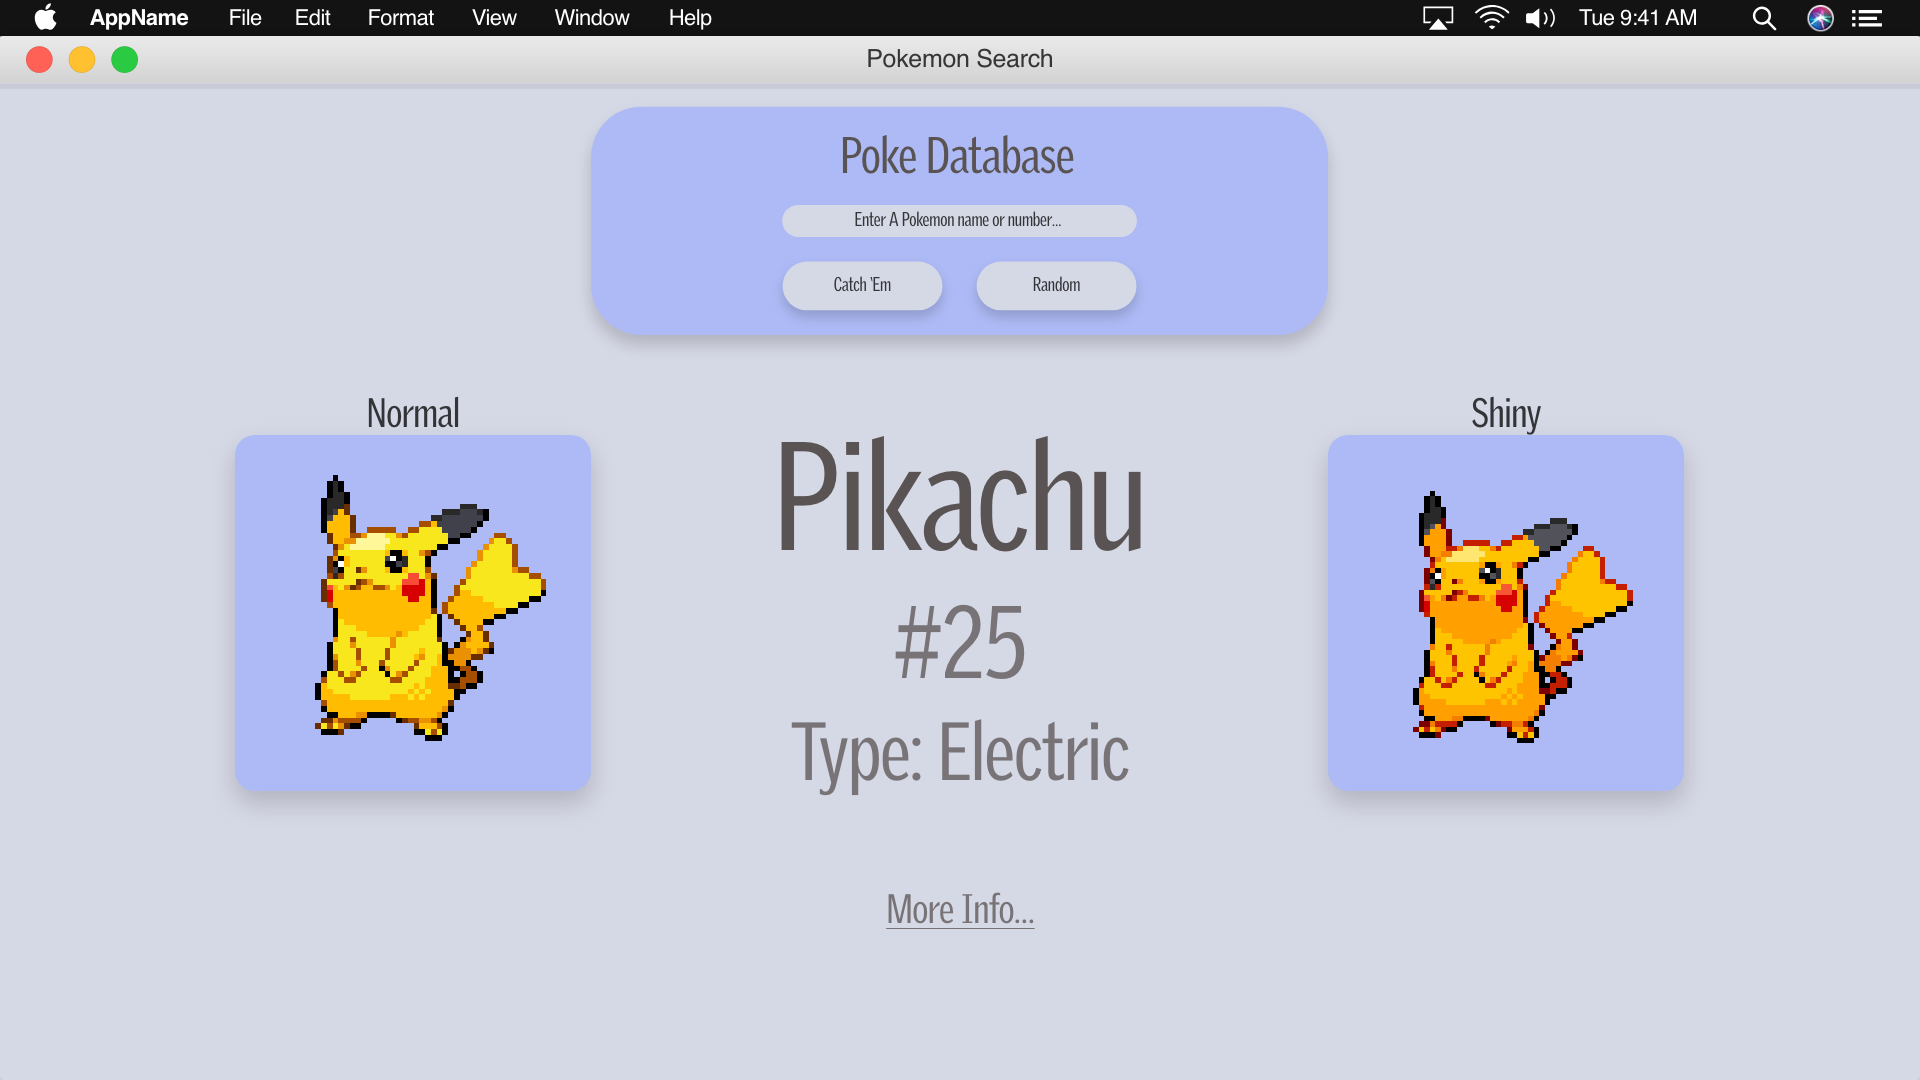 AppName File Edit Format View Window Help Tue 9:41 AM
Pokemon Search
Poke Database
Enter A Pokemon name or number...
Catch 'Em Random
Normal Shiny
Pikachu
#25
Type: Electric
More Info...